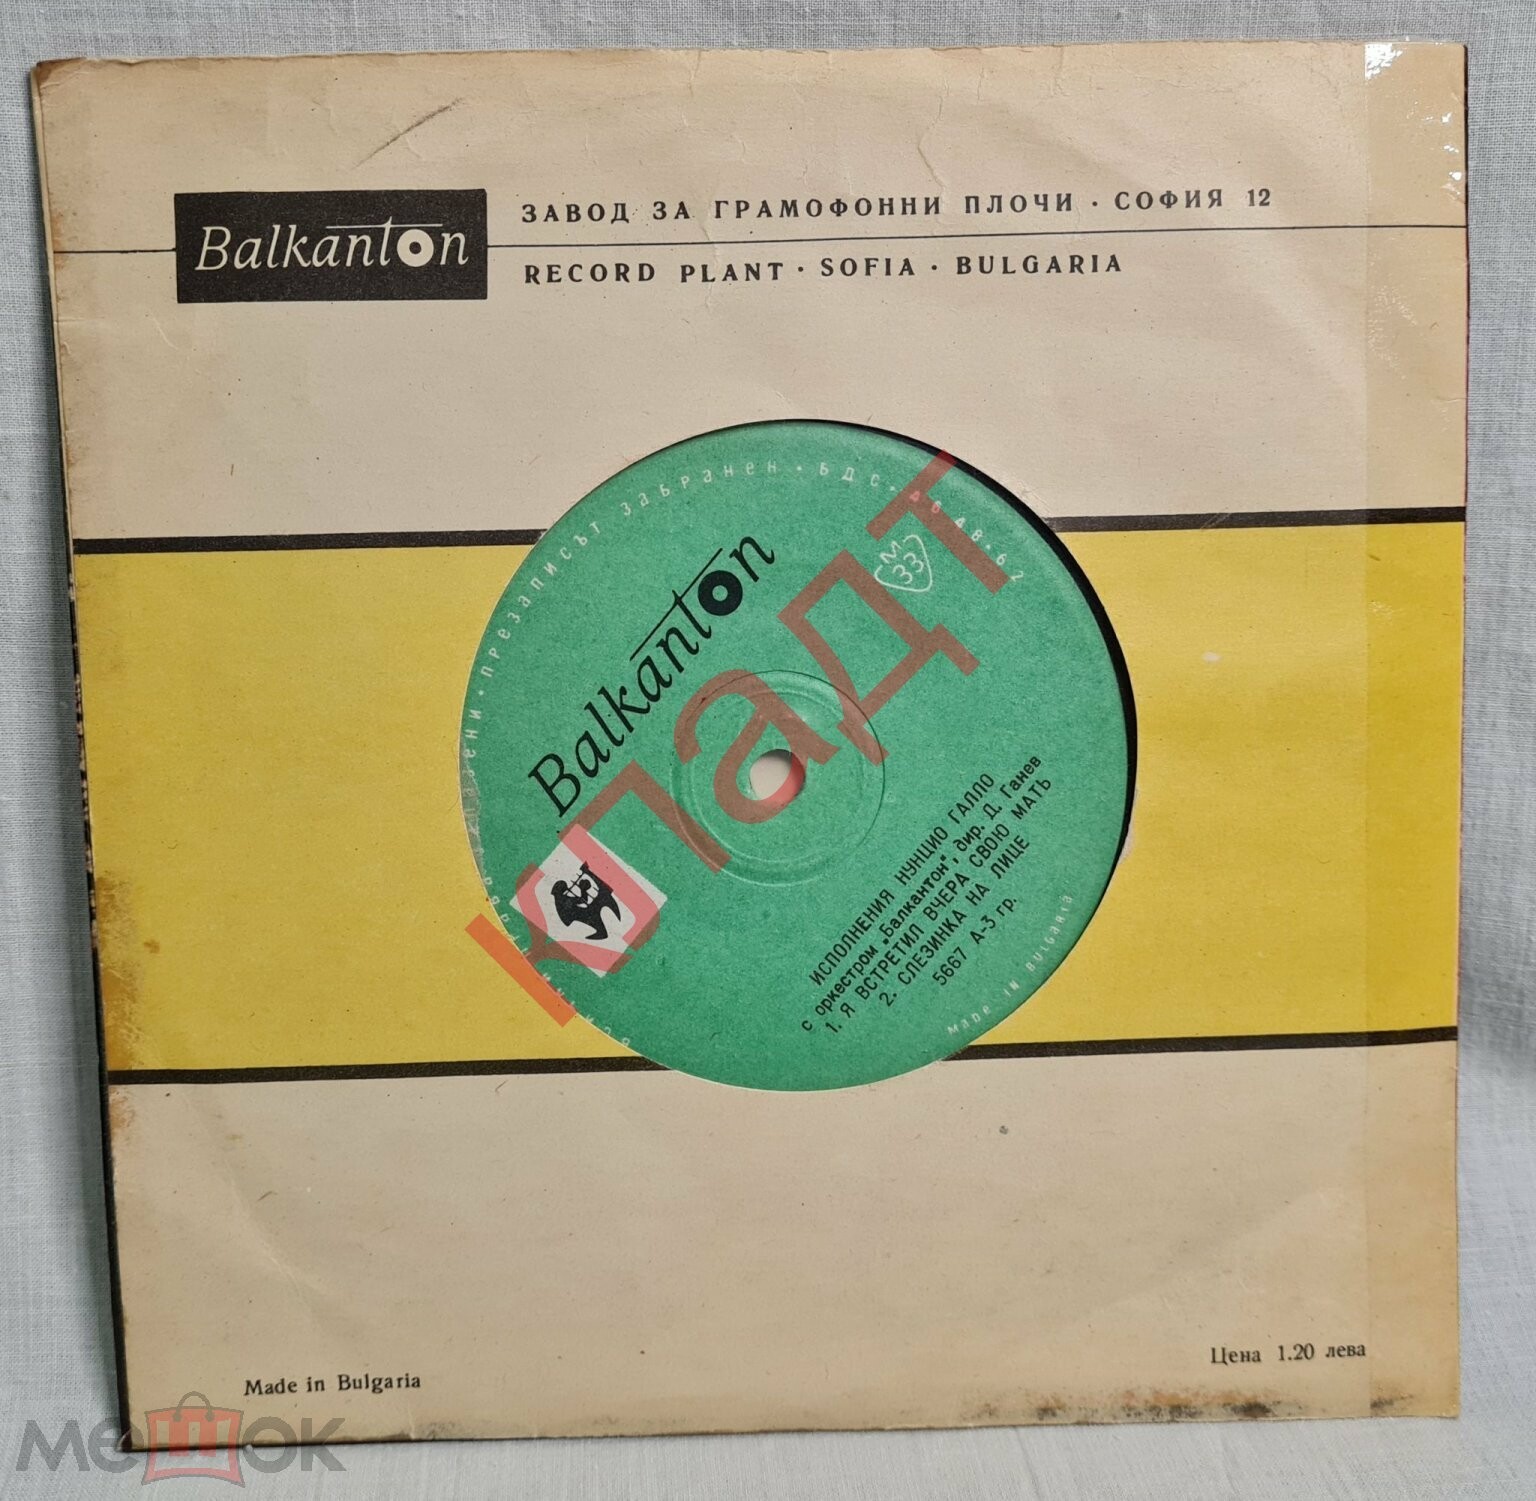 Balkanton
ЗАВОД ЗА ГРАМОФОННИ ПЛОЧИ · СОФИЯ 12
RECORD PLANT · SOFIA · BULGARIA
ПРЕЗАПИСЪТ ЗАБРАНЕН · БДС · 4048 · 62
M
33
Balkanton
ИСПОЛНЕНИЯ НУНЦИО ГАЛЛО
с оркестром „Балкантон", дир. Д. Ганев
1. Я ВСТРЕТИЛ ВЧЕРА СВОЮ МАТЬ
2. СЛЕЗИНКА НА ЛИЦЕ
5667 А-3 гр.
MADE IN BULGARIA
кладт
Made in Bulgaria
Цена 1.20 лева
мешок